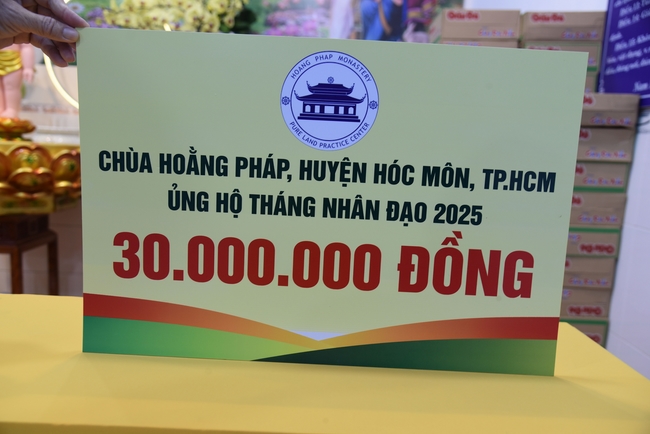 HOANG PHAP MONASTERY
PURE LAND PRACTICE CENTER
CHÙA HOẰNG PHÁP, HUYỆN HÓC MÔN, TP.HCM
ỦNG HỘ THÁNG NHÂN ĐẠO 2025
30.000.000 ĐỒNG